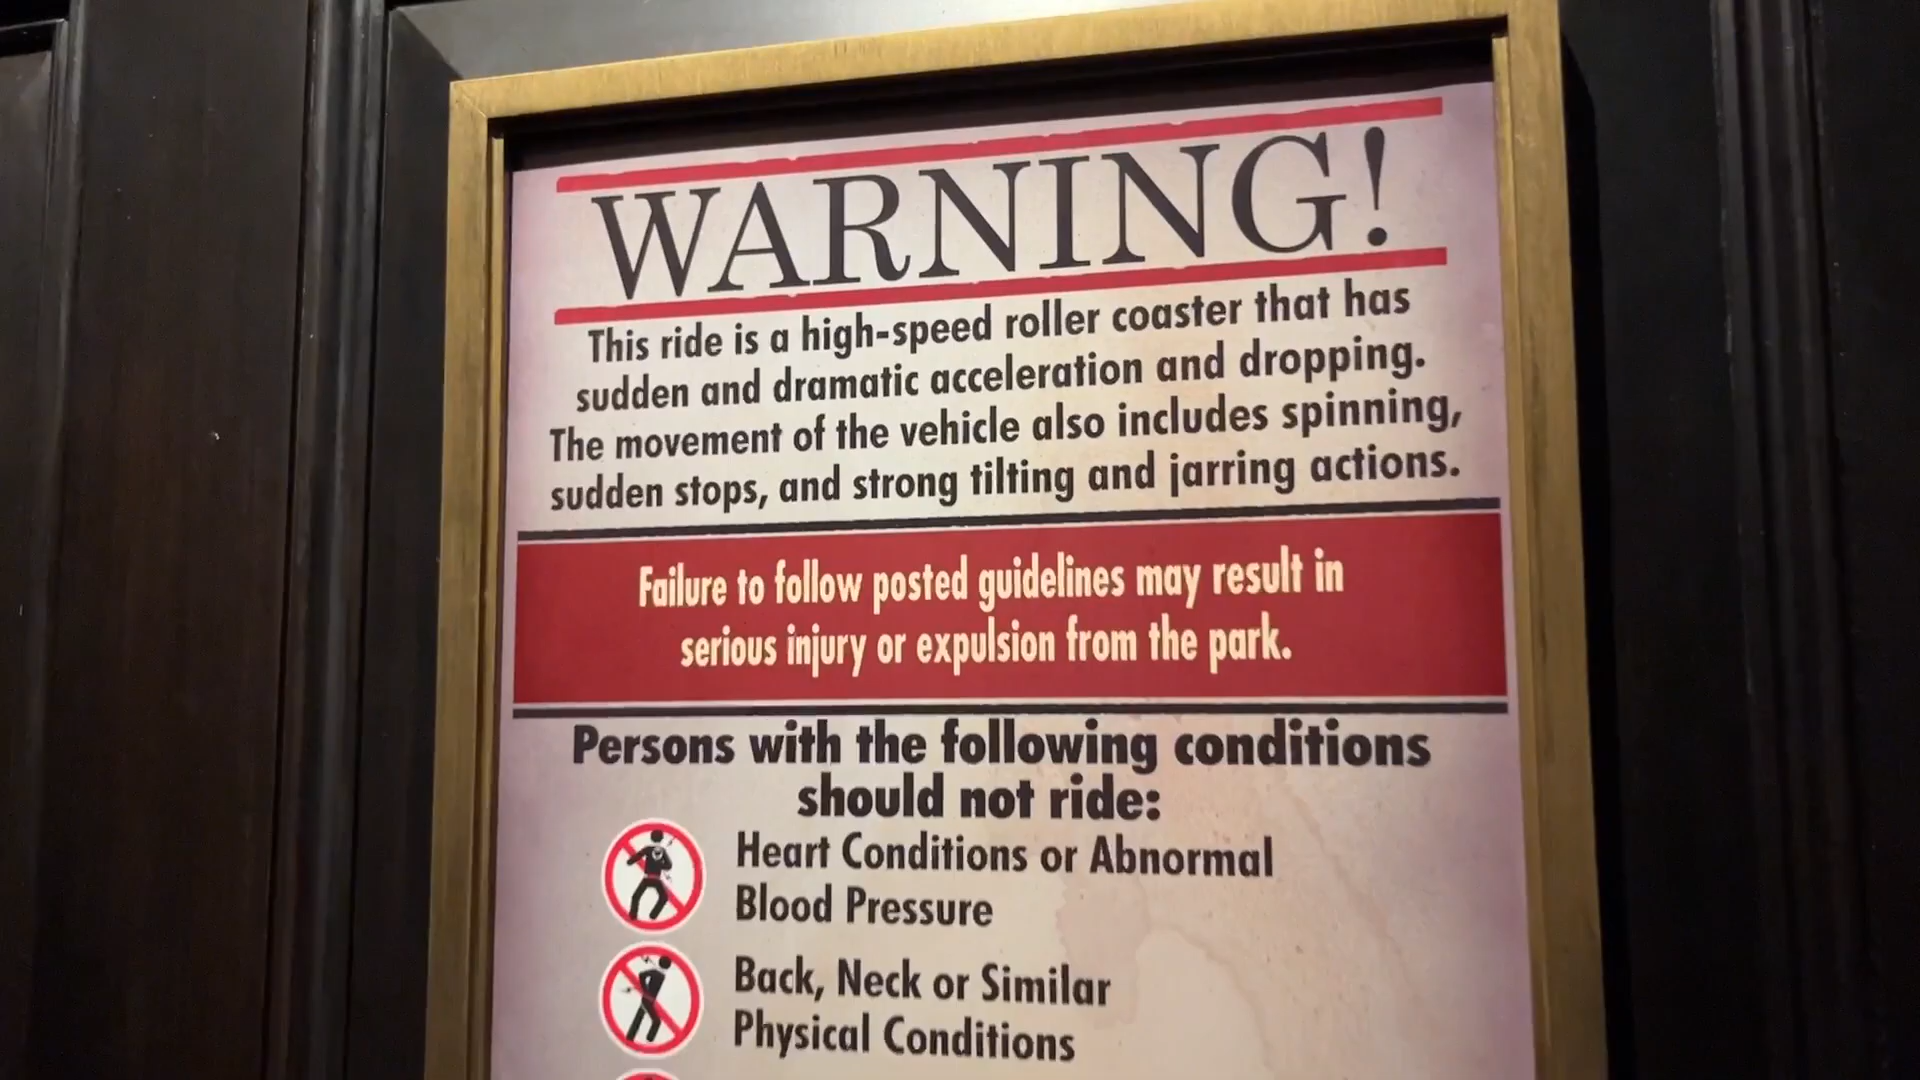 WARNING!
This ride is a high-speed roller coaster that has
sudden and dramatic acceleration and dropping.
The movement of the vehicle also includes spinning,
sudden stops, and strong tilting and jarring actions.
Failure to follow posted guidelines may result in
serious injury or expulsion from the park.
Persons with the following conditions
should not ride:
Heart Conditions or Abnormal
Blood Pressure
Back, Neck or Similar
Physical Conditions